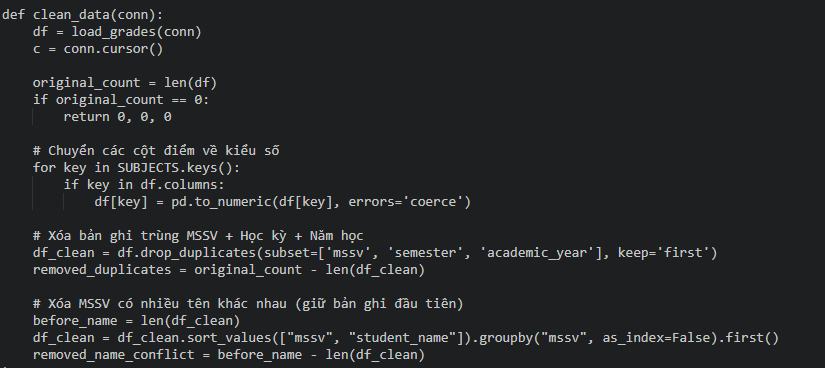 def clean_data(conn):
    df = load_grades(conn)
    c = conn.cursor()

    original_count = len(df)
    if original_count == 0:
        return 0, 0, 0

    # Chuyển các cột điểm về kiểu số
    for key in SUBJECTS.keys():
        if key in df.columns:
            df[key] = pd.to_numeric(df[key], errors='coerce')

    # Xóa bản ghi trùng MSSV + Học kỳ + Năm học
    df_clean = df.drop_duplicates(subset=['mssv', 'semester', 'academic_year'], keep='first')
    removed_duplicates = original_count - len(df_clean)

    # Xóa MSSV có nhiều tên khác nhau (giữ bản ghi đầu tiên)
    before_name = len(df_clean)
    df_clean = df_clean.sort_values(["mssv", "student_name"]).groupby("mssv", as_index=False).first()
    removed_name_conflict = before_name - len(df_clean)